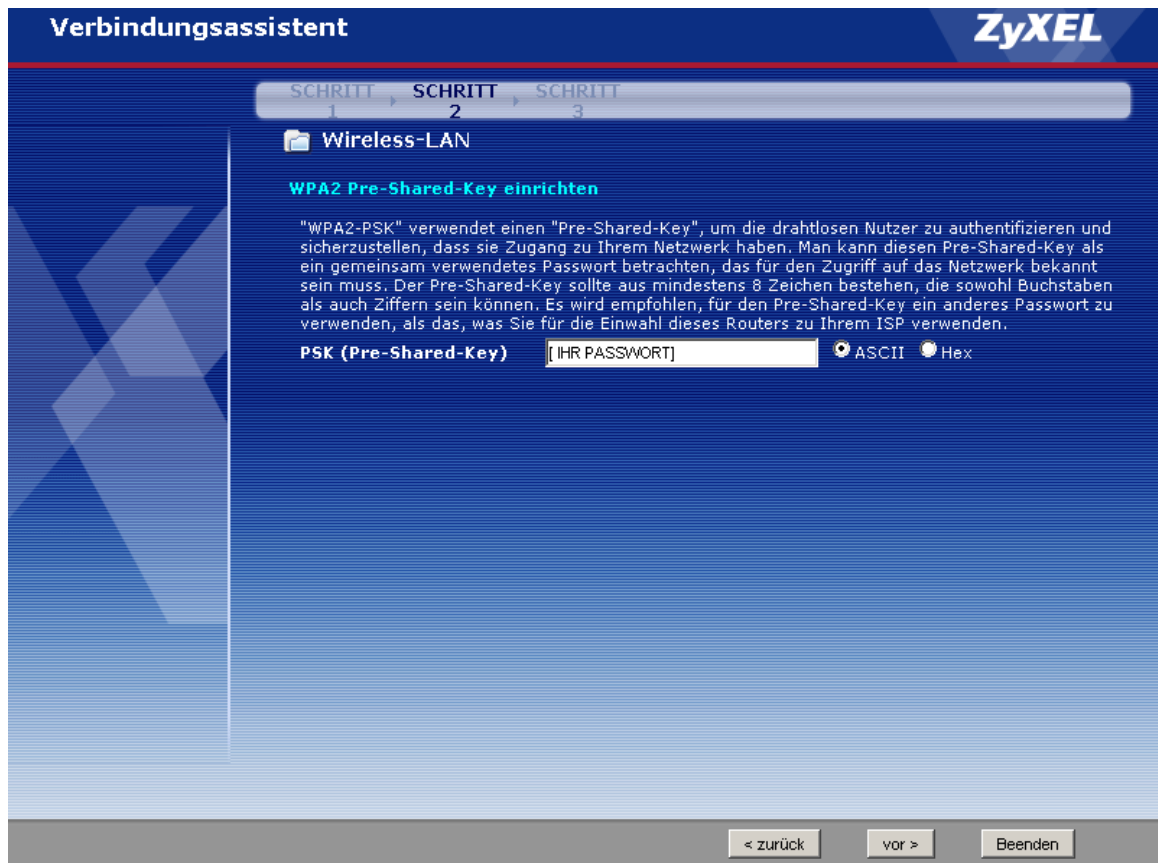 Verbindungsassistent
ZyXEL
SCHRITT 1 SCHRITT 2 SCHRITT 3
Wireless-LAN
WPA2 Pre-Shared-Key einrichten
"WPA2-PSK" verwendet einen "Pre-Shared-Key", um die drahtlosen Nutzer zu authentifizieren und
sicherzustellen, dass sie Zugang zu Ihrem Netzwerk haben. Man kann diesen Pre-Shared-Key als
ein gemeinsam verwendetes Passwort betrachten, das für den Zugriff auf das Netzwerk bekannt
sein muss. Der Pre-Shared-Key sollte aus mindestens 8 Zeichen bestehen, die sowohl Buchstaben
als auch Ziffern sein können. Es wird empfohlen, für den Pre-Shared-Key ein anderes Passwort zu
verwenden, als das, was Sie für die Einwahl dieses Routers zu Ihrem ISP verwenden.
PSK (Pre-Shared-Key) [ IHR PASSWORT] ASCII Hex
< zurück vor > Beenden